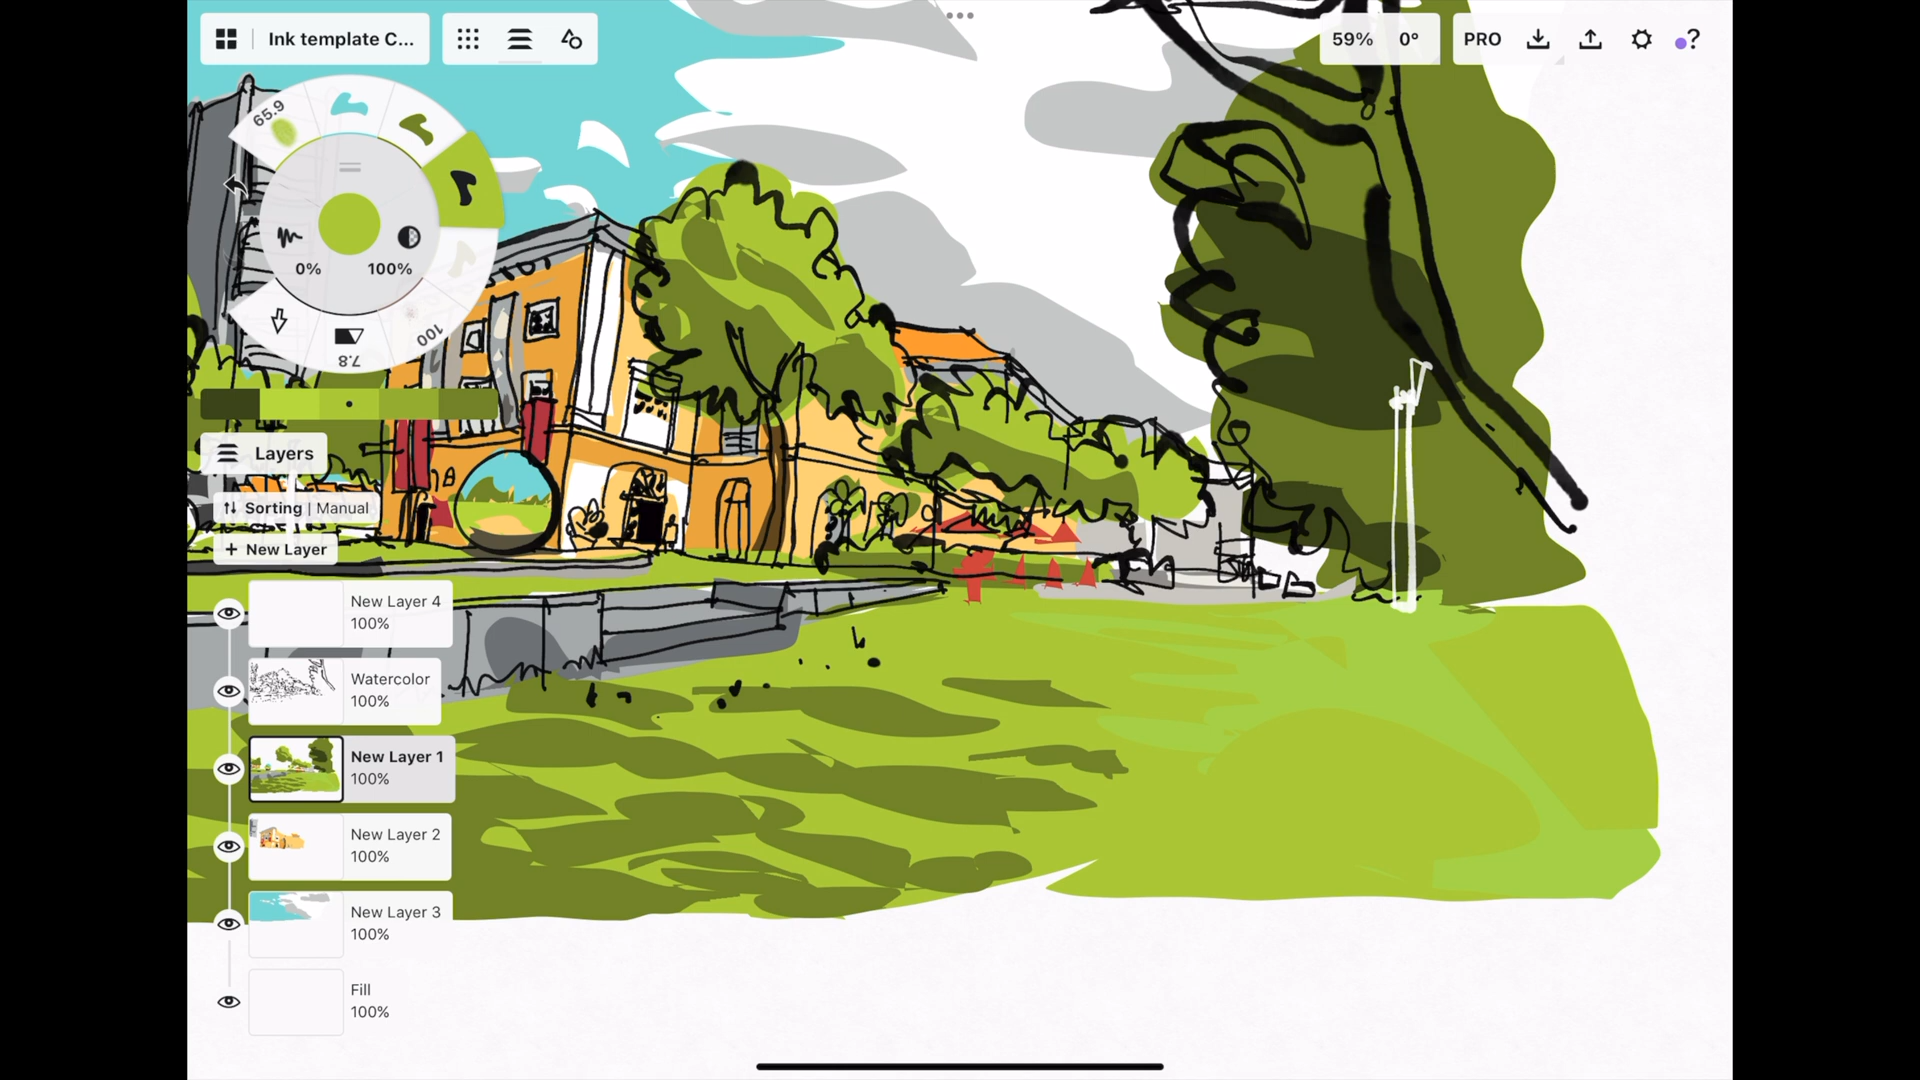 Ink template C...
59% 0°
PRO
?
65.9
0% 100%
100
7.8
Layers
Sorting | Manual
+ New Layer
New Layer 4
100%
Watercolor
100%
New Layer 1
100%
New Layer 2
100%
New Layer 3
100%
Fill
100%